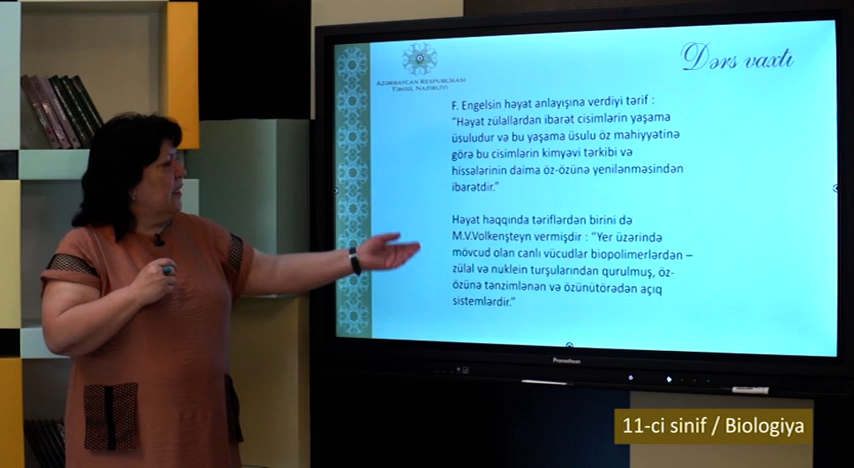 Dərs vaxtı
AZƏRBAYCAN RESPUBLİKASI
TƏHSİL NAZİRLİYİ
F. Engelsin həyat anlayışına verdiyi tərif :
“Həyat zülallardan ibarət cisimlərin yaşama
üsuludur və bu yaşama üsulu öz mahiyyətinə
görə bu cisimlərin kimyəvi tərkibi və
hissələrinin daima öz-özünə yenilənməsindən
ibarətdir.”
Həyat haqqında təriflərdən birini də
M.V.Volkenşteyn vermişdir : “Yer üzərində
mövcud olan canlı vücudlar biopolimerlərdən –
zülal və nuklein turşularından qurulmuş, öz-
özünə tənzimlənən və özünütörədən açıq
sistemlərdir.”
Promethean
11-ci sinif / Biologiya